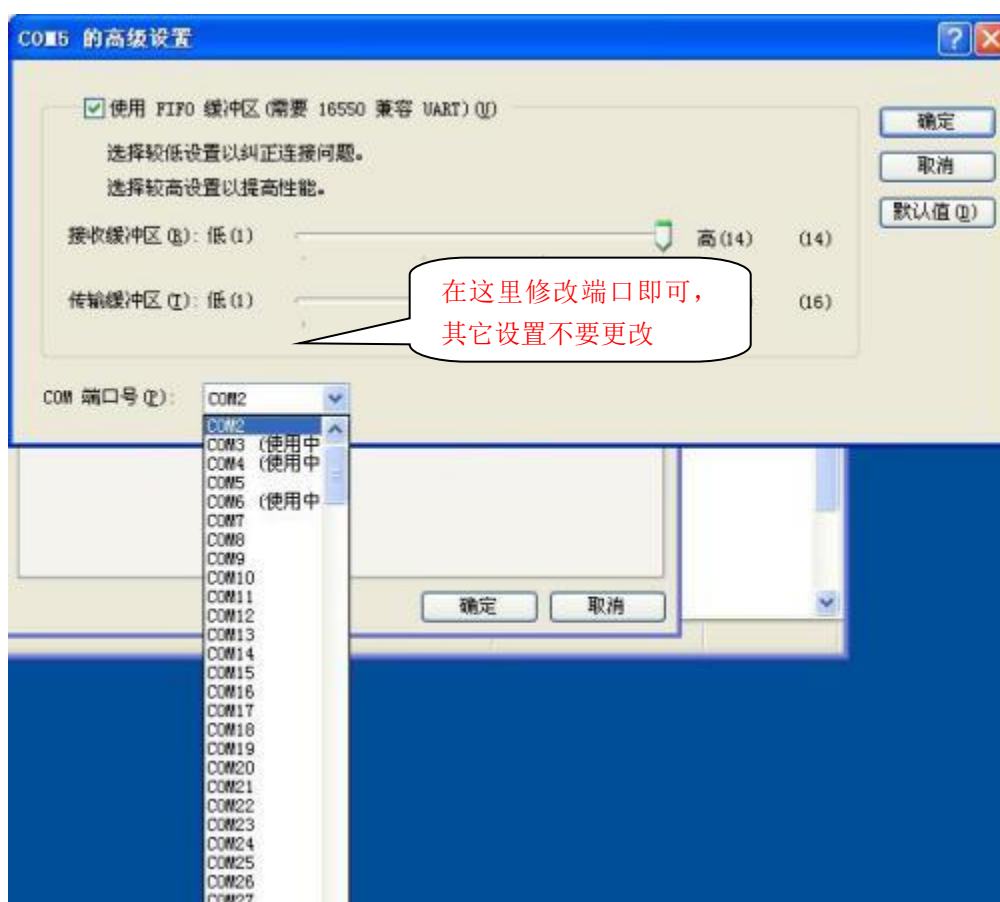 COM5 的高级设置
使用 FIFO 缓冲区(需要 16550 兼容 UART)(U)
选择较低设置以纠正连接问题。
选择较高设置以提高性能。
确定
取消
默认值(D)
接收缓冲区(R): 低(1) 高(14) (14)
传输缓冲区(T): 低(1) (16)
在这里修改端口即可，
其它设置不要更改
COM 端口号(P): COM2
COM2
COM3 (使用中
COM4 (使用中
COM5
COM6 (使用中
COM7
COM8
COM9
COM10
COM11
COM12
COM13
COM14
COM15
COM16
COM17
COM18
COM19
COM20
COM21
COM22
COM23
COM24
COM25
COM26
COM27
确定 取消